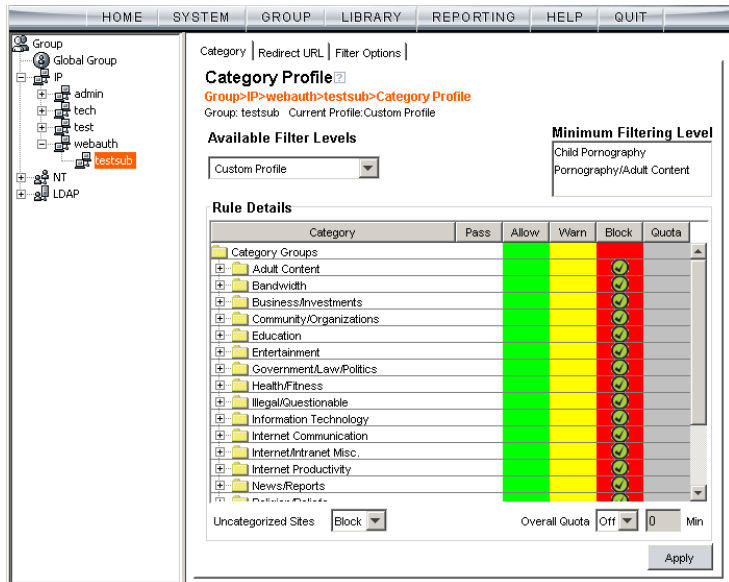 HOME SYSTEM GROUP LIBRARY REPORTING HELP QUIT
Group
Global Group
IP
admin
tech
test
webauth
testsub
NT
LDAP
Category Redirect URL Filter Options
Category Profile ?
Group>IP>webauth>testsub>Category Profile
Group: testsub Current Profile:Custom Profile
Available Filter Levels
Custom Profile
Minimum Filtering Level
Child Pornography
Pornography/Adult Content
Rule Details
Category Pass Allow Warn Block Quota
Category Groups
Adult Content
Bandwidth
Business/Investments
Community/Organizations
Education
Entertainment
Government/Law/Politics
Health/Fitness
Illegal/Questionable
Information Technology
Internet Communication
Internet/Intranet Misc.
Internet Productivity
News/Reports
Religion/Beliefs
Uncategorized Sites Block Overall Quota Off 0 Min
Apply